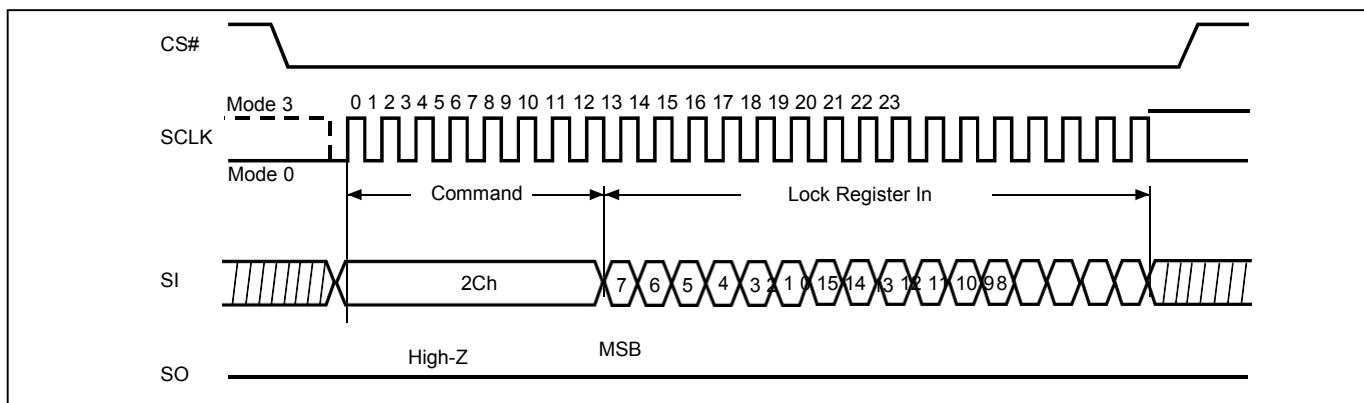 CS#
Mode 3
0 1 2 3 4 5 6 7 8 9 10 11 12 13 14 15 16 17 18 19 20 21 22 23
SCLK
Mode 0
Command
Lock Register In
SI
2Ch
7 6 5 4 3 2 1 0 15 14 13 12 11 10 9 8
High-Z
MSB
SO